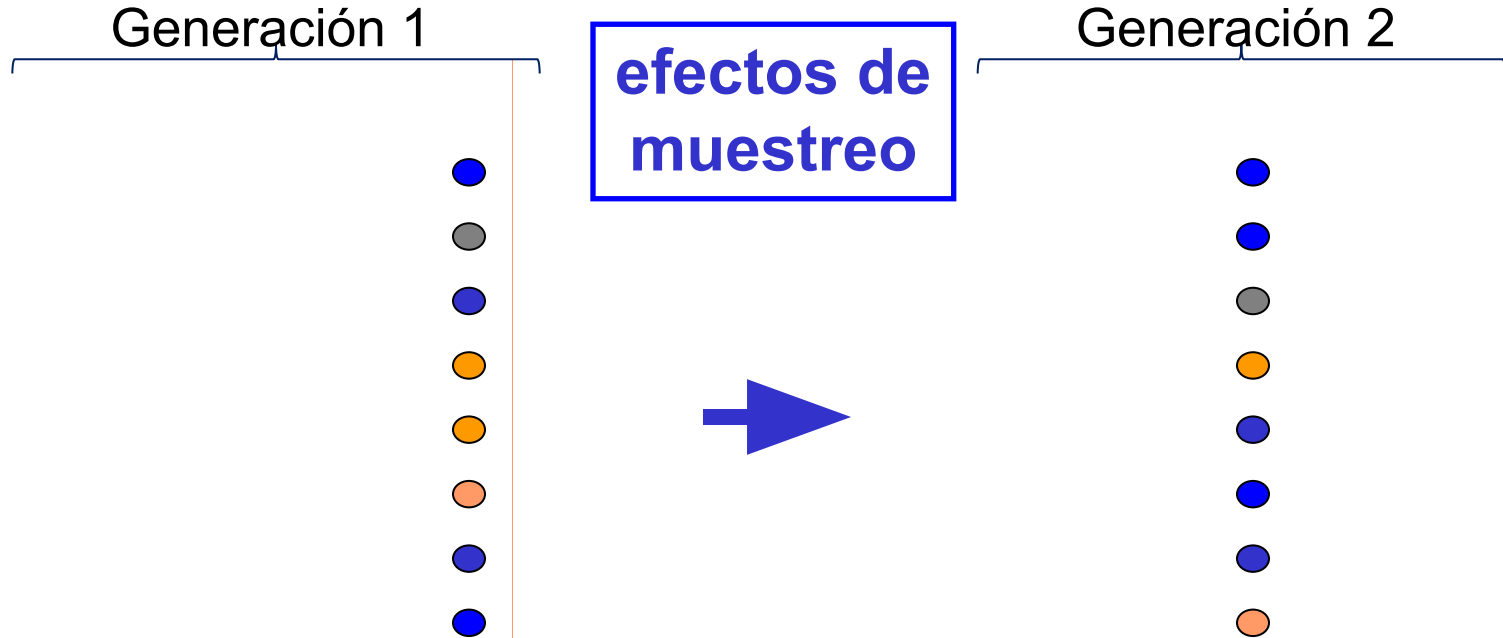 Generación 1
efectos de
muestreo
Generación 2